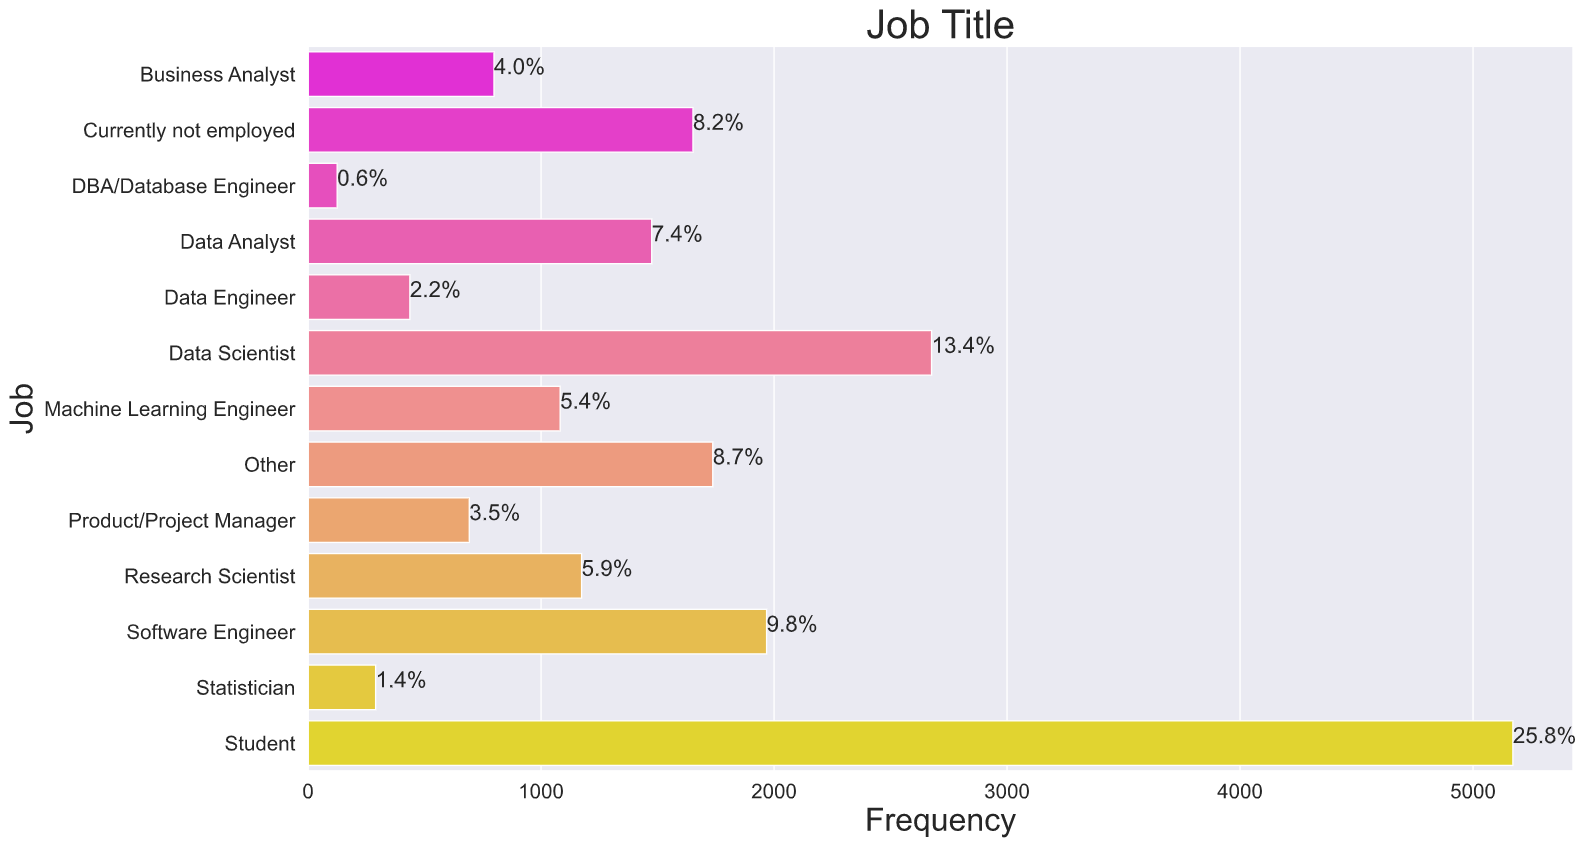 Job Title
Business Analyst 4.0%
Currently not employed 8.2%
DBA/Database Engineer 0.6%
Data Analyst 7.4%
Data Engineer 2.2%
Data Scientist 13.4%
Machine Learning Engineer 5.4%
Other 8.7%
Product/Project Manager 3.5%
Research Scientist 5.9%
Software Engineer 9.8%
Statistician 1.4%
Student 25.8%
Job
0 1000 2000 3000 4000 5000
Frequency